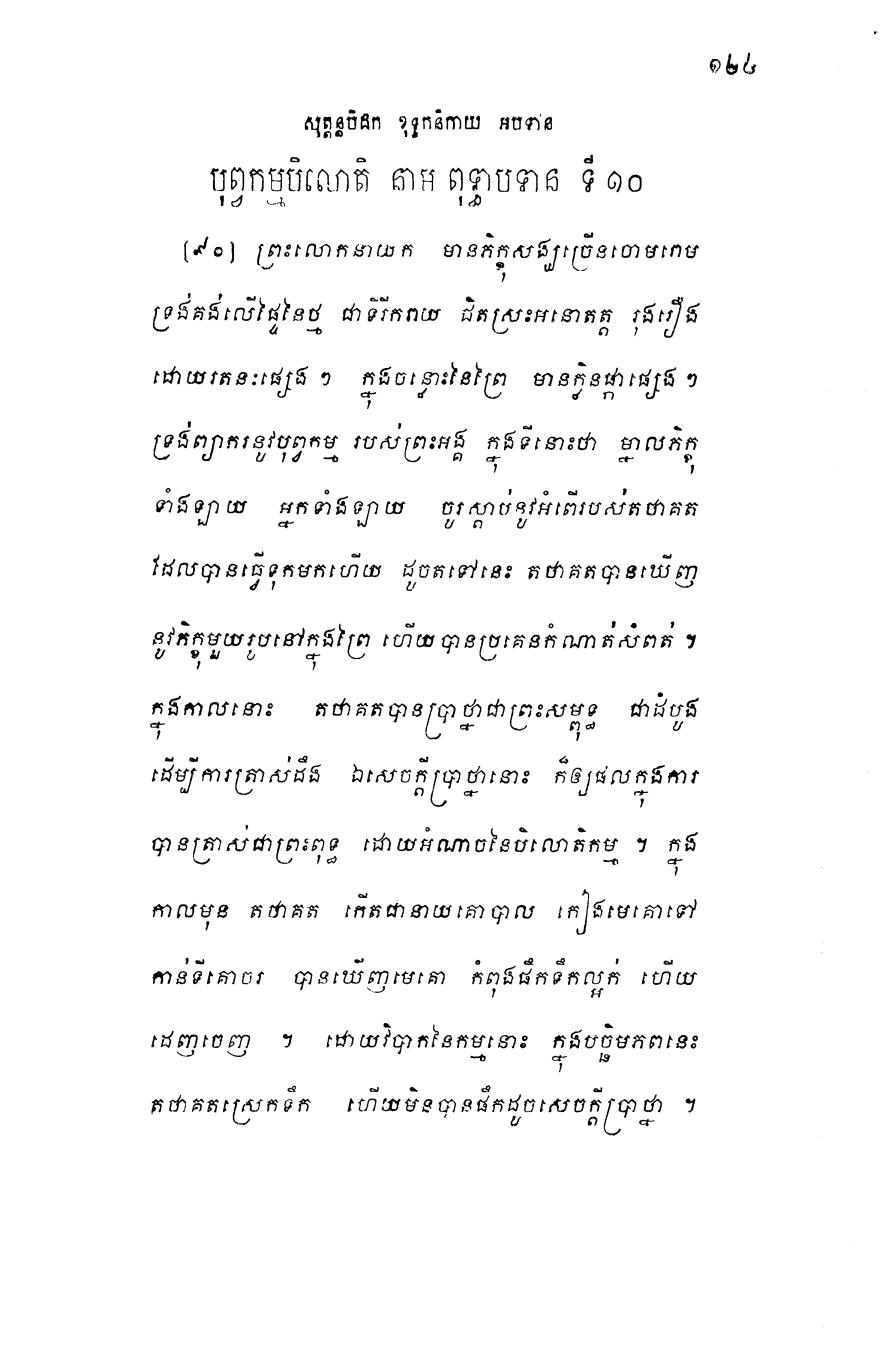 ១២៤
សុត្តន្តបិដក ខុទ្ទកនិកាយ អបទាន
បុព្វកម្មបិលោតិ នាម ពុទ្ធាបទាន ទី ១០
[៩០] ព្រះលោកនាយក មានភិក្ខុសង្ឃច្រើនចោមរោម
ទ្រង់គង់លើផ្ទៃនៃថ្ម ជាទីរីករាយ ជិតស្រះអនោតត្ត រុងរឿង
ដោយរតនៈផ្សេង ៗ ក្នុងចន្លោះនៃព្រៃ មានក្លិនផ្កាផ្សេង ៗ
ទ្រង់ព្យាករនូវបុព្វកម្ម របស់ព្រះអង្គ ក្នុងទីនោះថា ម្នាលភិក្ខុ
ទាំងឡាយ អ្នកទាំងឡាយ ចូរស្តាប់នូវអំពើរបស់តថាគត
ដែលបានធ្វើទុកមកហើយ ដូចតទៅនេះ តថាគតបានឃើញ
នូវភិក្ខុមួយរូបនៅក្នុងព្រៃ ហើយបានប្រគេនកំណាត់សំពត់ ។
ក្នុងកាលនោះ តថាគតបានប្រាថ្នាជាព្រះសម្ពុទ្ធ ជាដំបូង
ដើម្បីការត្រាស់ដឹង ឯសេចក្តីប្រាថ្នានោះ ក៏ឲ្យផលក្នុងការ
បានត្រាស់ជាព្រះពុទ្ធ ដោយអំណាចនៃបិលោតិកម្ម ។ ក្នុង
កាលមុន តថាគត កើតជានាយគោបាល កៀងមេគោទៅ
កាន់ទីគោចរ បានឃើញមេគោ កំពុងផឹកទឹកល្អក់ ហើយ
ដេញចេញ ។ ដោយវិបាកនៃកម្មនោះ ក្នុងបច្ឆិមភពនេះ
តថាគតស្រេកទឹក ហើយមិនបានផឹកដូចសេចក្តីប្រាថ្នា ។